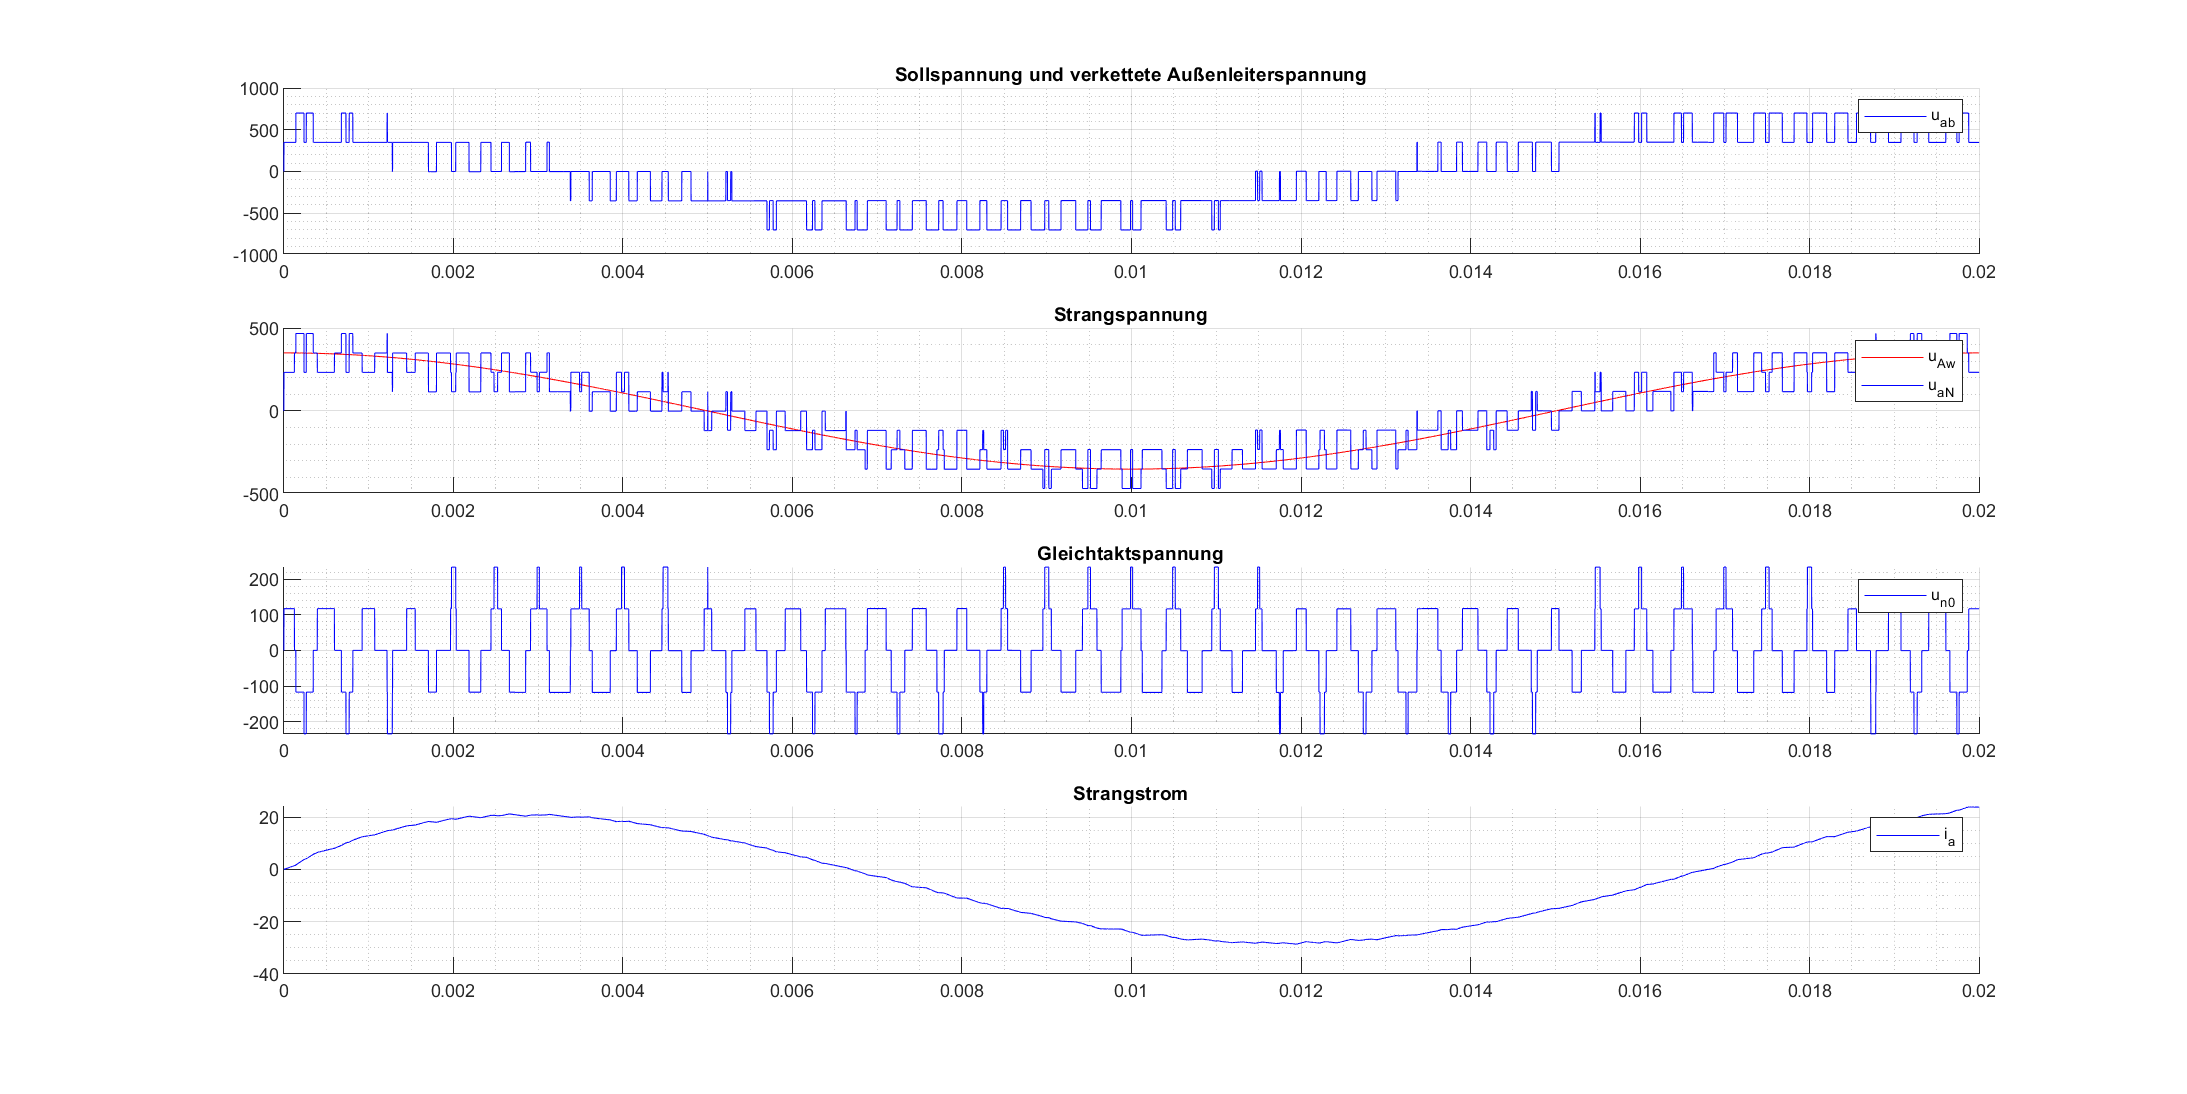 Sollspannung und verkettete Außenleiterspannung
1000
500
0
-500
-1000
u_ab
0 0.002 0.004 0.006 0.008 0.01 0.012 0.014 0.016 0.018 0.02
Strangspannung
500
0
-500
u_Aw
u_aN
0 0.002 0.004 0.006 0.008 0.01 0.012 0.014 0.016 0.018 0.02
Gleichtaktspannung
200
100
0
-100
-200
u_n0
0 0.002 0.004 0.006 0.008 0.01 0.012 0.014 0.016 0.018 0.02
Strangstrom
20
0
-20
-40
i_a
0 0.002 0.004 0.006 0.008 0.01 0.012 0.014 0.016 0.018 0.02